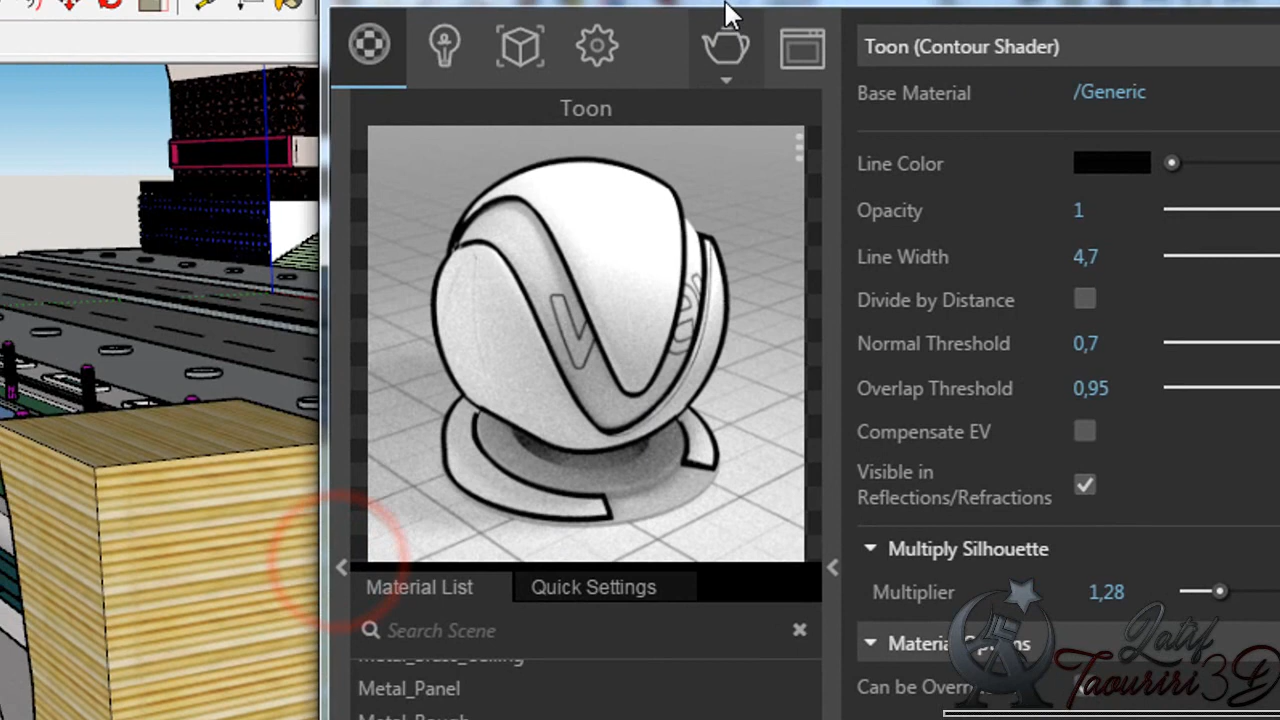 Toon
Toon (Contour Shader)
Base Material /Generic
Line Color
Opacity 1
Line Width 4,7
Divide by Distance
Normal Threshold 0,7
Overlap Threshold 0,95
Compensate EV
Visible in
Reflections/Refractions
Multiply Silhouette
Multiplier 1,28
Material Options
Can be
Material List Quick Settings
Search Scene
Metal_Panel
Latif
Taouriri3D